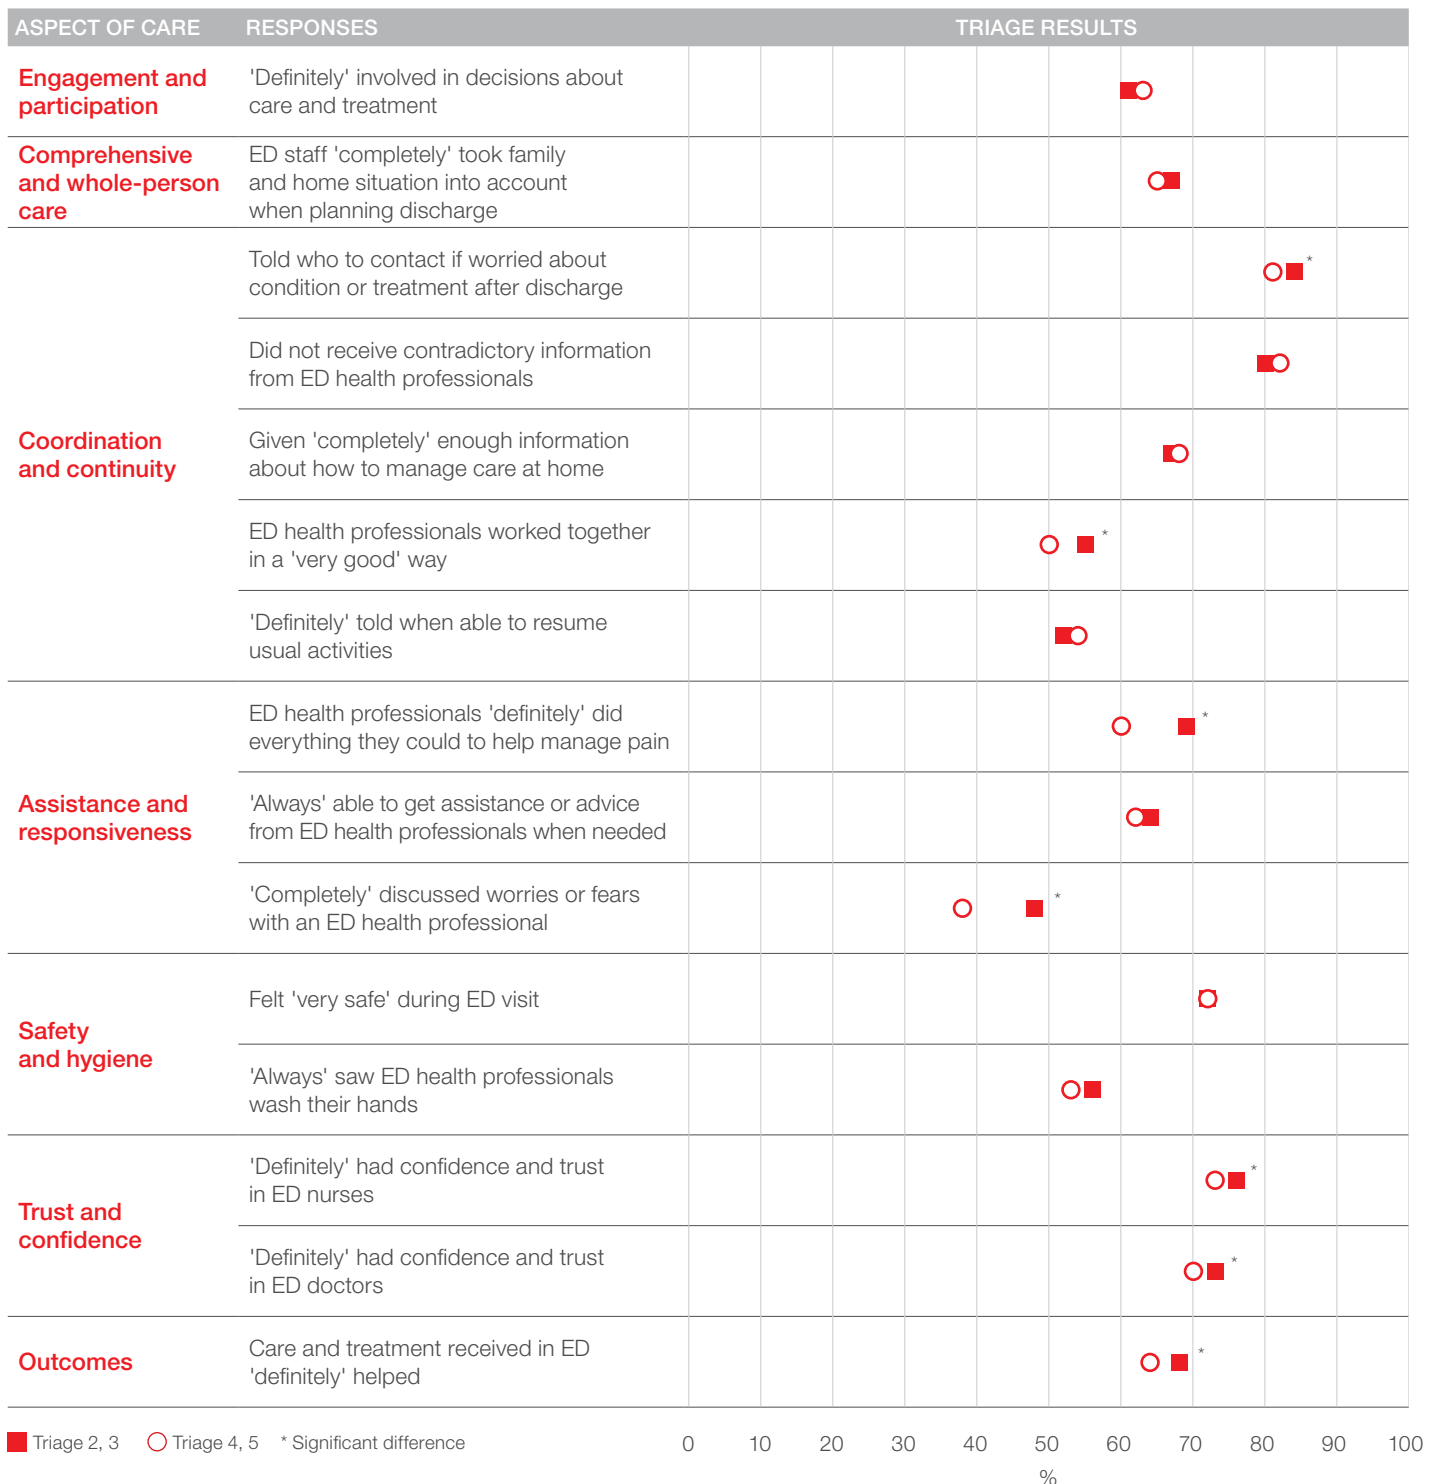 ASPECT OF CARE RESPONSES TRIAGE RESULTS
Engagement and
participation
'Definitely' involved in decisions about
care and treatment
Comprehensive
and whole-person
care
ED staff 'completely' took family
and home situation into account
when planning discharge
Coordination
and continuity
Told who to contact if worried about
condition or treatment after discharge
*
Did not receive contradictory information
from ED health professionals
Given 'completely' enough information
about how to manage care at home
ED health professionals worked together
in a 'very good' way
*
'Definitely' told when able to resume
usual activities
Assistance and
responsiveness
ED health professionals 'definitely' did
everything they could to help manage pain
*
'Always' able to get assistance or advice
from ED health professionals when needed
'Completely' discussed worries or fears
with an ED health professional
*
Safety
and hygiene
Felt 'very safe' during ED visit
'Always' saw ED health professionals
wash their hands
Trust and
confidence
'Definitely' had confidence and trust
in ED nurses
*
'Definitely' had confidence and trust
in ED doctors
*
Outcomes
Care and treatment received in ED
'definitely' helped
*
Triage 2, 3 Triage 4, 5 * Significant difference
0 10 20 30 40 50 60 70 80 90 100
%